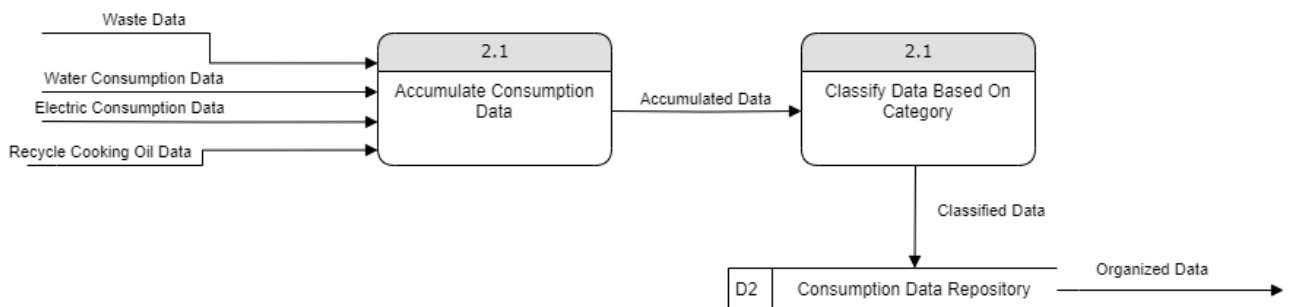 Waste Data
2.1
2.1
Water Consumption Data
Accumulate Consumption
Data
Accumulated Data
Classify Data Based On
Category
Electric Consumption Data
Recycle Cooking Oil Data
Classified Data
Organized Data
D2
Consumption Data Repository